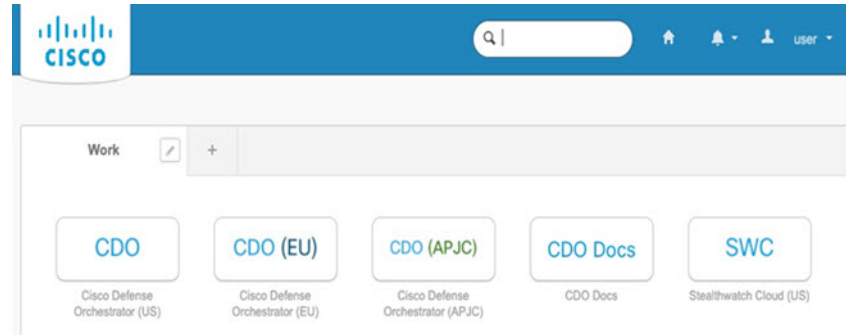 CISCO
user
Work
+
CDO
CDO (EU)
CDO (APJC)
CDO Docs
SWC
Cisco Defense
Orchestrator (US)
Cisco Defense
Orchestrator (EU)
Cisco Defense
Orchestrator (APJC)
CDO Docs
Stealthwatch Cloud (US)